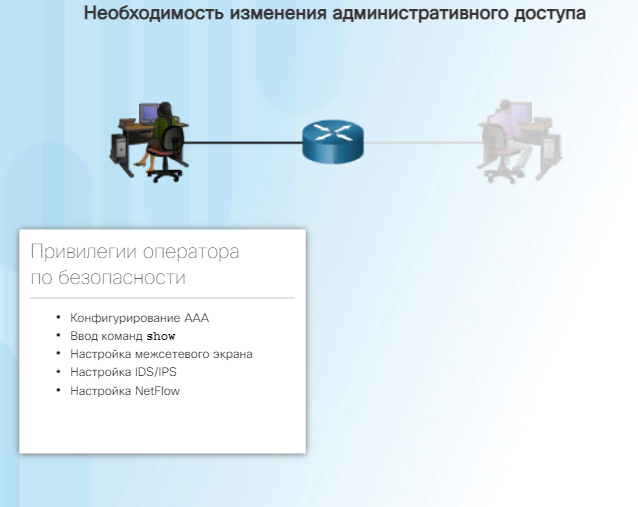 Необходимость изменения административного доступа
Привилегии оператора
по безопасности
• Конфигурирование AAA
• Ввод команд show
• Настройка межсетевого экрана
• Настройка IDS/IPS
• Настройка NetFlow